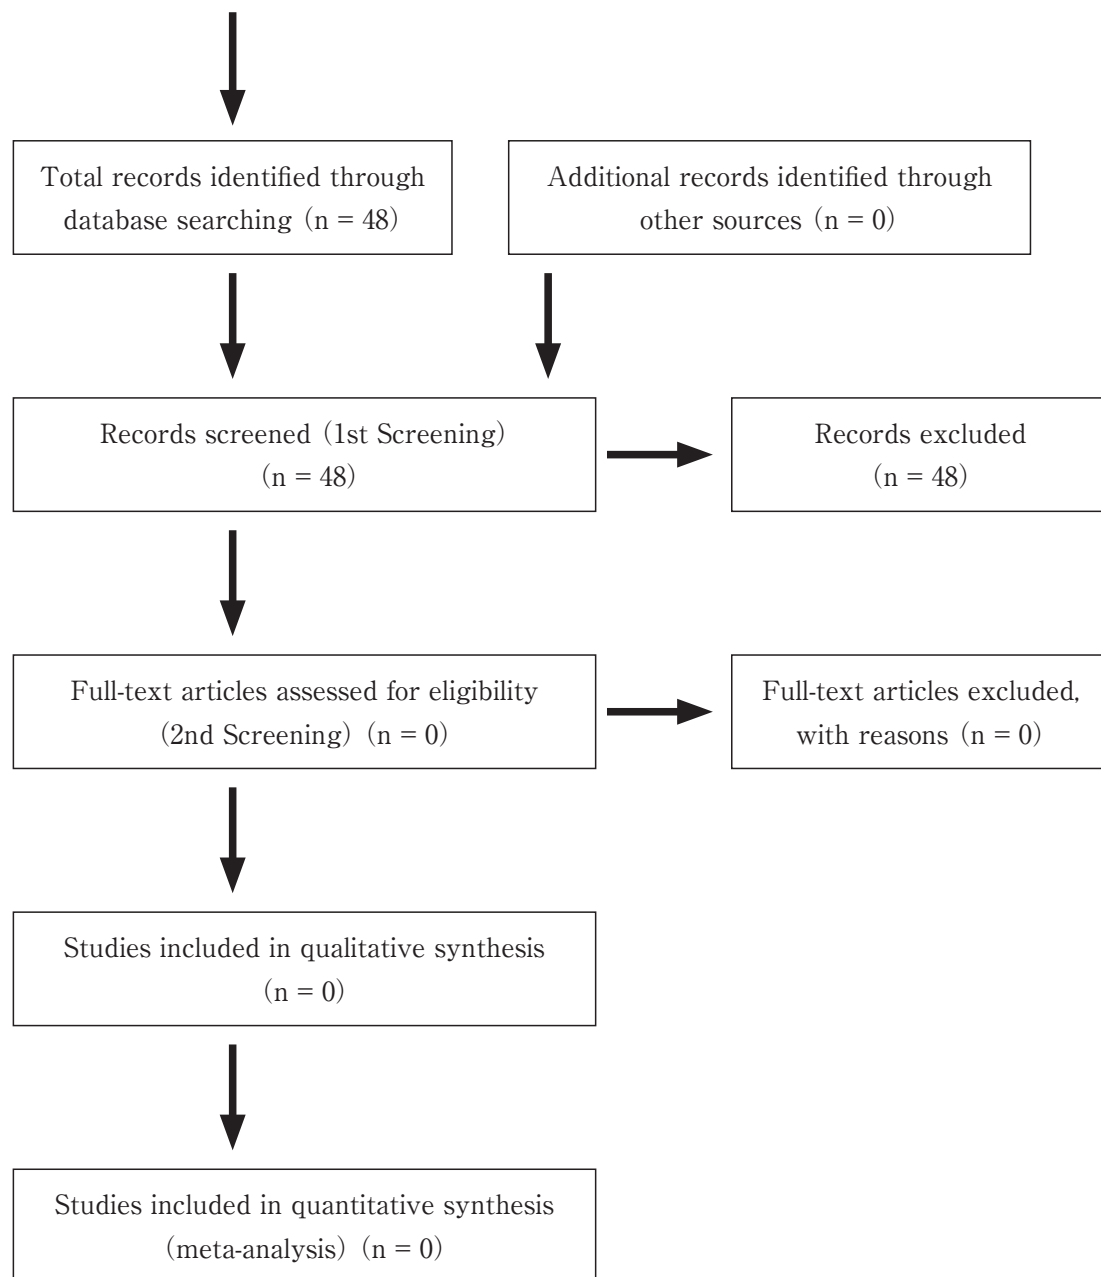 Total records identified through
database searching (n = 48)
Additional records identified through
other sources (n = 0)
Records screened (1st Screening)
(n = 48)
Records excluded
(n = 48)
Full-text articles assessed for eligibility
(2nd Screening) (n = 0)
Full-text articles excluded,
with reasons (n = 0)
Studies included in qualitative synthesis
(n = 0)
Studies included in quantitative synthesis
(meta-analysis) (n = 0)